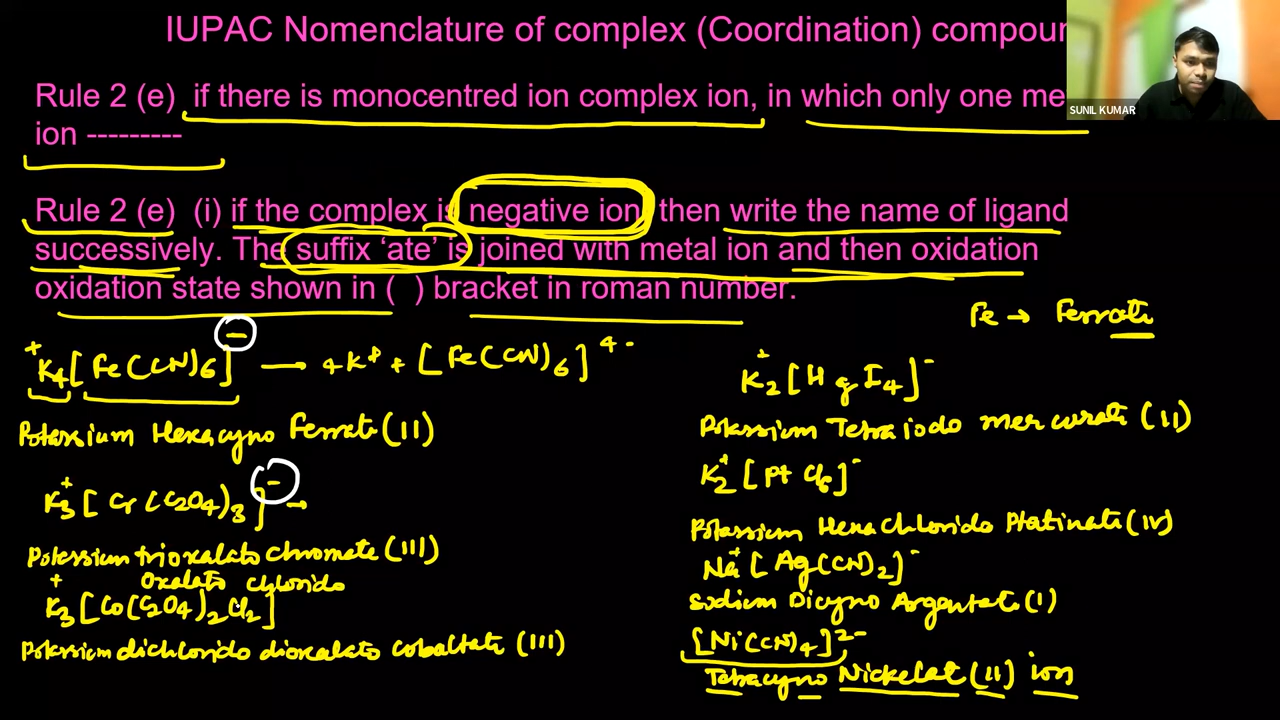 IUPAC Nomenclature of complex (Coordination) compoun
SUNIL KUMAR
Rule 2 (e) if there is monocentred ion complex ion, in which only one me
ion ---------
Rule 2 (e) (i) if the complex is negative ion, then write the name of ligand
successively. The suffix ‘ate’ is joined with metal ion and then oxidation
oxidation state shown in ( ) bracket in roman number.
Fe → Ferrate
K4+[Fe(CN)6]− → 4K+ + [Fe(CN)6]4−
Potassium Hexacyno Ferrate(II)
K3+[Cr(C2O4)3]− →
Potassium trioxalato chromate(III)
Oxalato chlorido
K3+[Co(C2O4)2Cl2]
Potassium dichlorido dioxalato cobaltate (III)
K2+[HgI4]−
Potassium Tetraiodo mercurate(II)
K2+[PtCl6]−
Potassium HexaChlorido Platinate(IV)
Na+[Ag(CN)2]−
Sodium Dicyno Argentate(I)
[Ni(CN)4]2−
Tetracyno Nickelat(II) ion